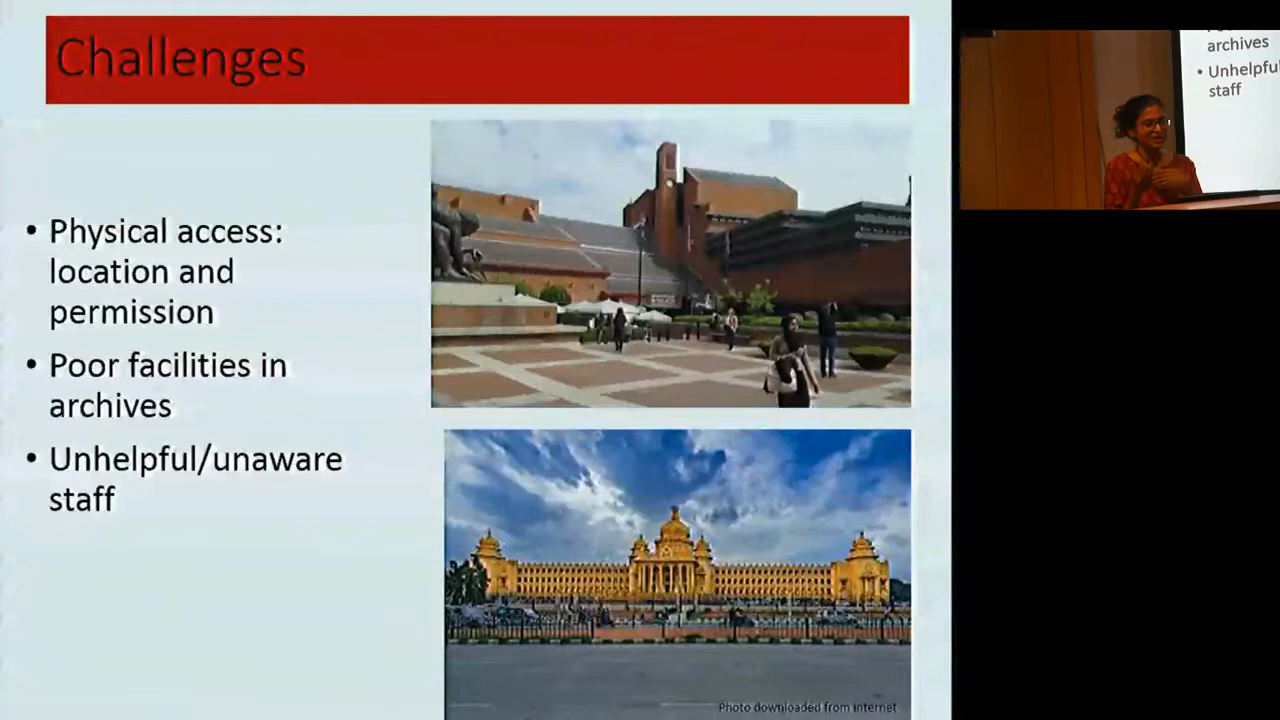 Challenges
• Physical access:
location and
permission
• Poor facilities in
archives
• Unhelpful/unaware
staff
Photo downloaded from internet
archives
• Unhelpful
staff